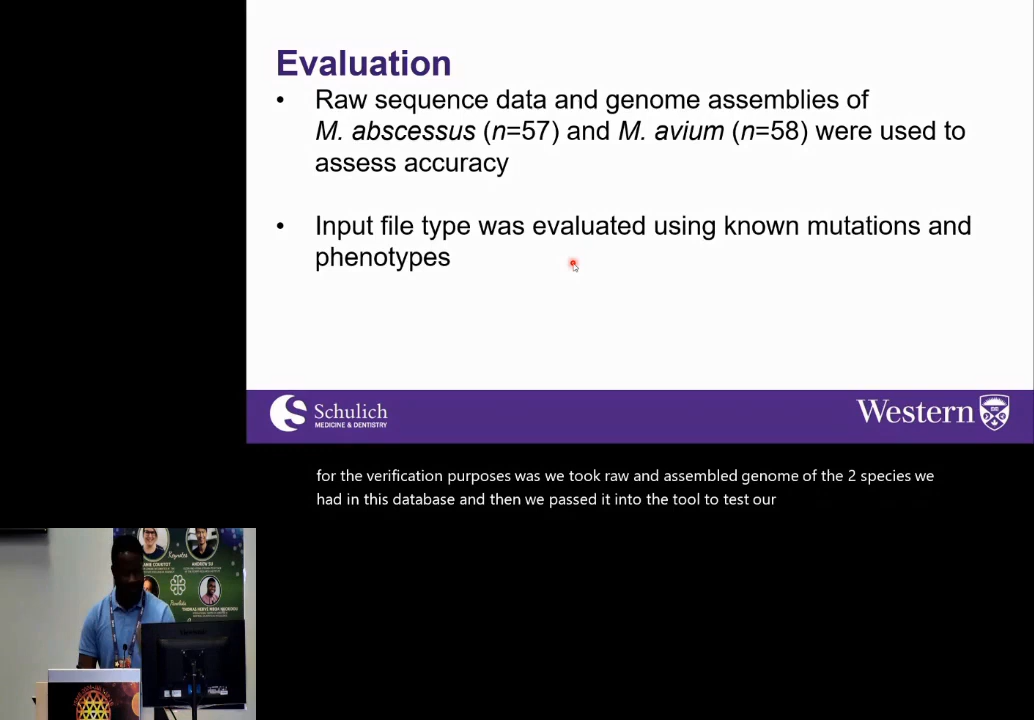 Evaluation
• Raw sequence data and genome assemblies of
M. abscessus (n=57) and M. avium (n=58) were used to
assess accuracy
• Input file type was evaluated using known mutations and
phenotypes
Schulich
MEDICINE & DENTISTRY
Western
for the verification purposes was we took raw and assembled genome of the 2 species we
had in this database and then we passed it into the tool to test our
Keynotes
ANDREW SU